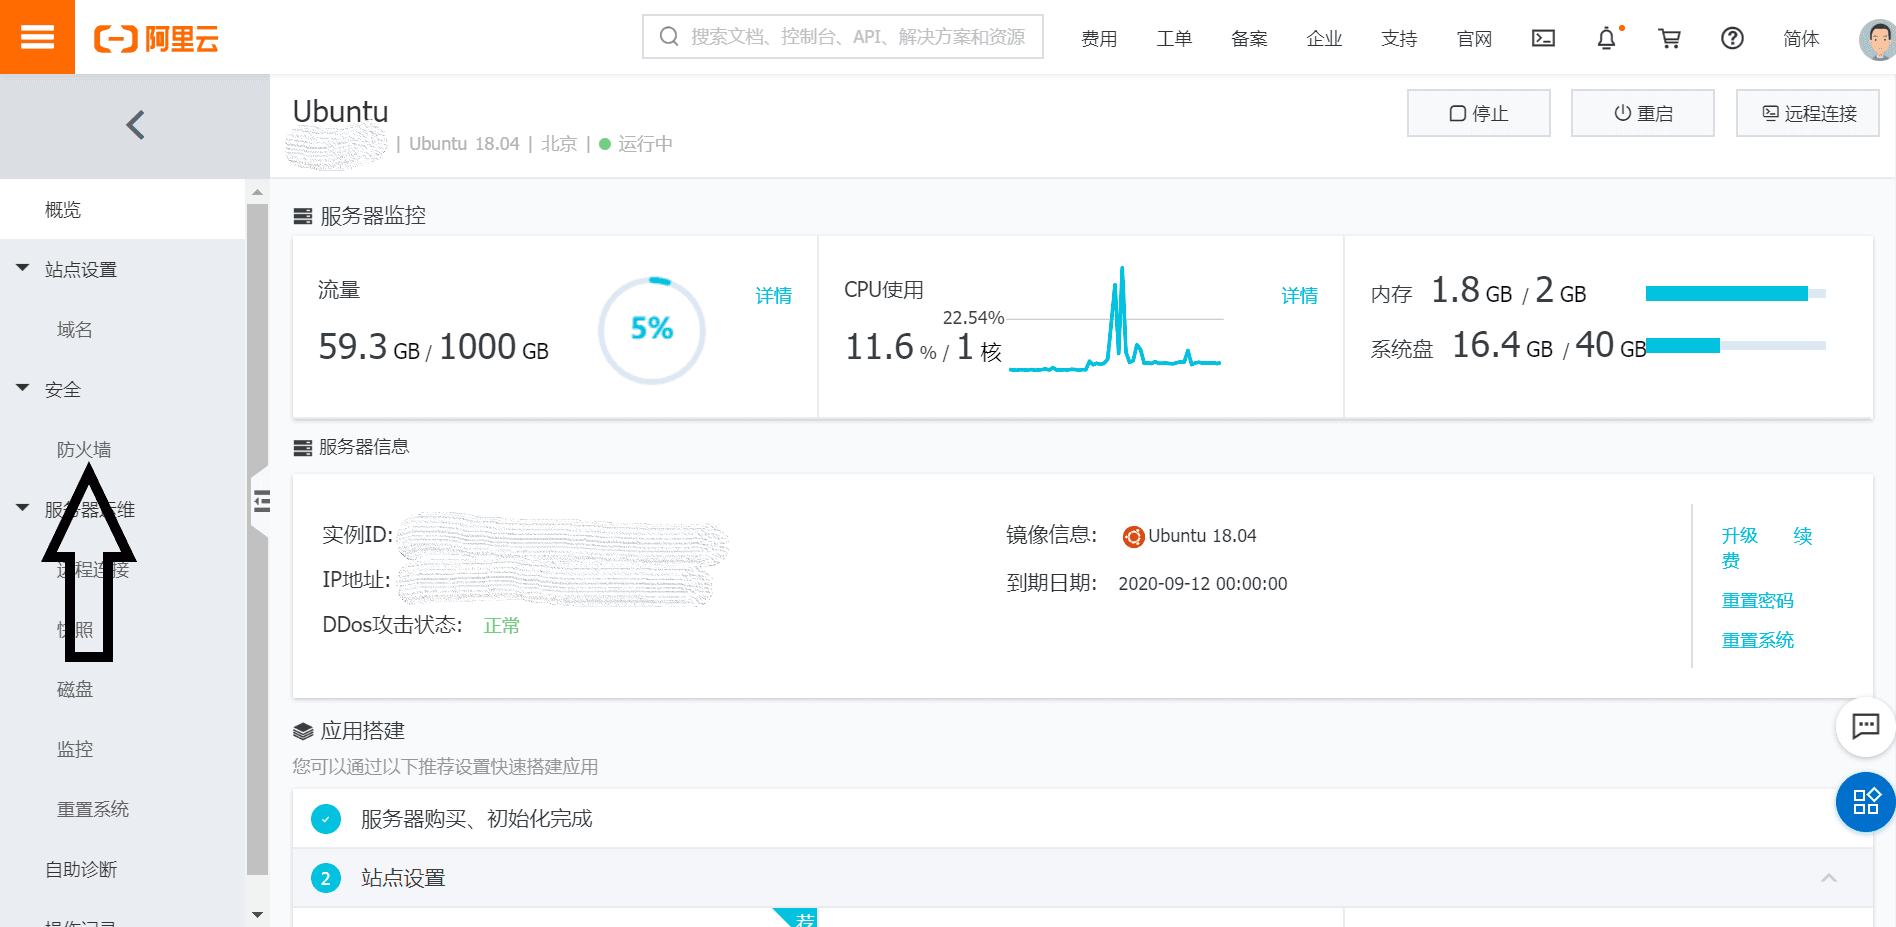 阿里云
搜索文档、控制台、API、解决方案和资源
费用 工单 备案 企业 支持 官网 简体
Ubuntu
| Ubuntu 18.04 | 北京 | 运行中
停止 重启 远程连接
概览
站点设置
域名
安全
防火墙
服务器运维
远程连接
快照
磁盘
监控
重置系统
自助诊断
操作记录
服务器监控
流量
59.3 GB / 1000 GB
5%
详情
CPU使用
22.54%
11.6 % / 1 核
详情
内存 1.8 GB / 2 GB
系统盘 16.4 GB / 40 GB
服务器信息
实例ID:
IP地址:
DDos攻击状态: 正常
镜像信息: Ubuntu 18.04
到期日期: 2020-09-12 00:00:00
升级 续
费
重置密码
重置系统
应用搭建
您可以通过以下推荐设置快速搭建应用
服务器购买、初始化完成
2 站点设置
荐